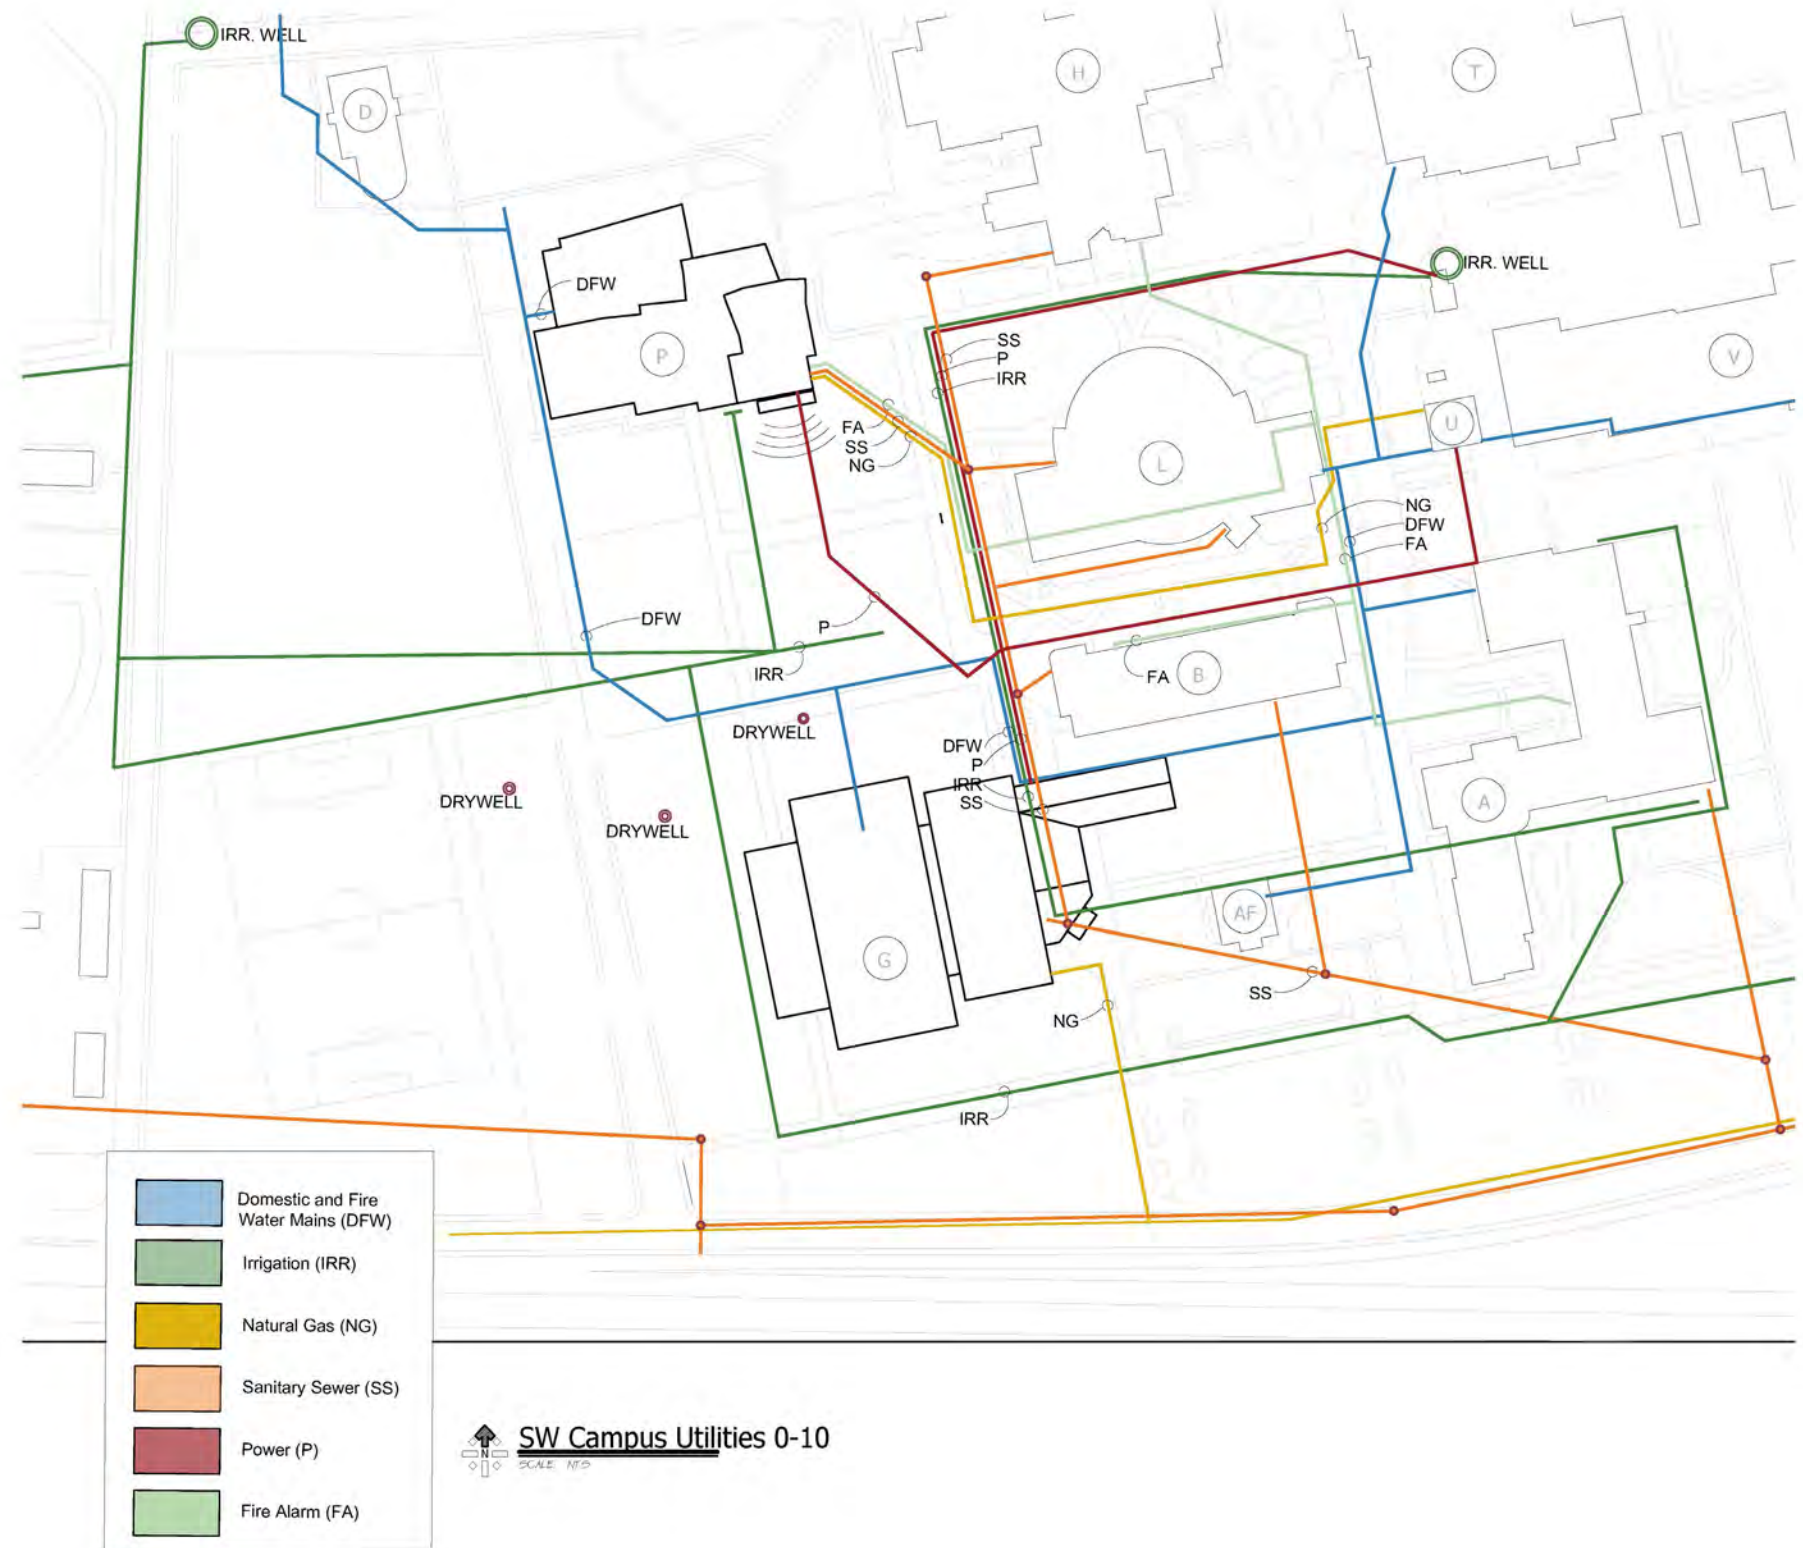 IRR. WELL
D
H
T
IRR. WELL
DFW
P
V
SS
P
IRR
U
FA
SS
NG
L
NG
DFW
FA
DFW
P
IRR
FA
B
DRYWELL
DFW
P
IRR
SS
DRYWELL
DRYWELL
A
AF
G
SS
NG
IRR
Domestic and Fire
Water Mains (DFW)
Irrigation (IRR)
Natural Gas (NG)
Sanitary Sewer (SS)
Power (P)
Fire Alarm (FA)
N
SW Campus Utilities 0-10
SCALE NTS